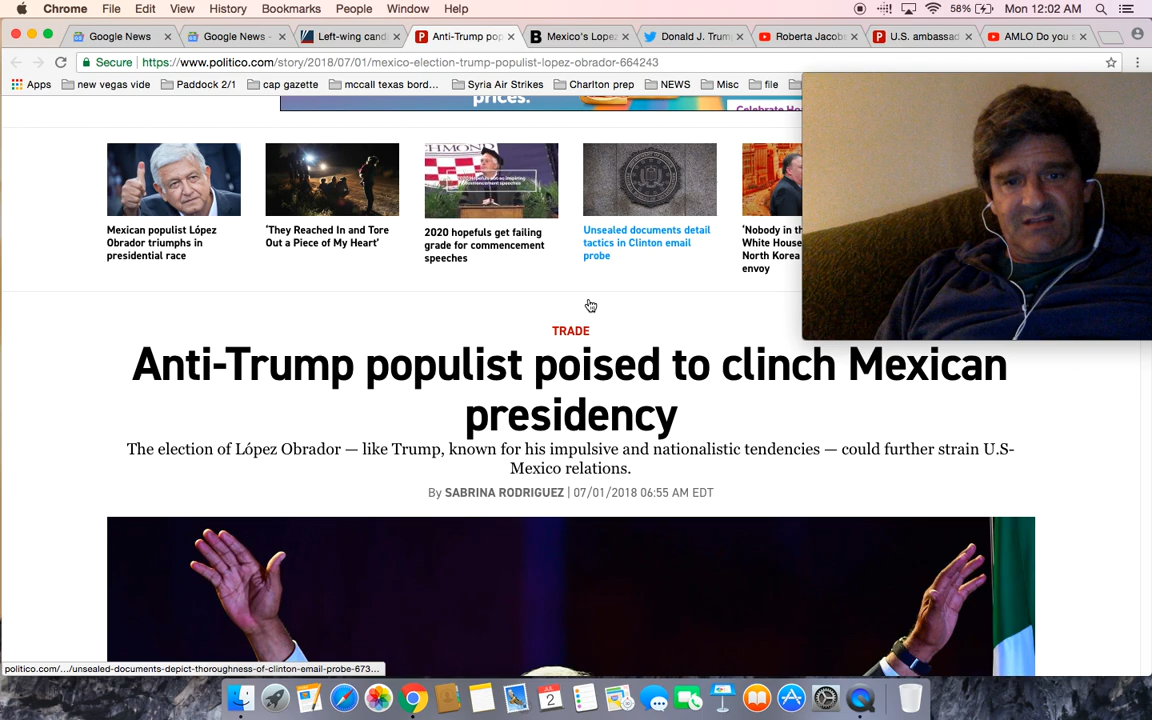 Chrome File Edit View History Bookmarks People Window Help 58% Mon 12:02 AM
Google News Google News - Left-wing candi Anti-Trump pop Mexico's Lope Donald J. Trum Roberta Jacobs U.S. ambassad AMLO Do you s
Secure https://www.politico.com/story/2018/07/01/mexico-election-trump-populist-lopez-obrador-664243
Apps new vegas vide Paddock 2/1 cap gazette mccall texas bord... Syria Air Strikes Charlton prep NEWS Misc file
prices.
Celebrate Ho
Mexican populist López
Obrador triumphs in
presidential race
'They Reached In and Tore
Out a Piece of My Heart'
2020 hopefuls get failing
grade for commencement
speeches
Unsealed documents detail
tactics in Clinton email
probe
'Nobody in th
White House
North Korea
envoy
TRADE
Anti-Trump populist poised to clinch Mexican
presidency
The election of López Obrador — like Trump, known for his impulsive and nationalistic tendencies — could further strain U.S-
Mexico relations.
By SABRINA RODRIGUEZ | 07/01/2018 06:55 AM EDT
politico.com/.../unsealed-documents-depict-thoroughness-of-clinton-email-probe-673...
JUL
2